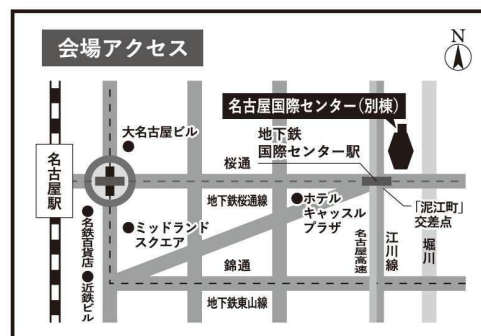 会場アクセス
N
名古屋国際センター(別棟)
大名古屋ビル
地下鉄
国際センター駅
桜通
名古屋駅
地下鉄桜通線
ホテル
キャッスル
プラザ
「泥江町」
交差点
名鉄百貨店
ミッドランド
スクエア
近鉄ビル
錦通
名古屋高速
江川線
堀川
地下鉄東山線